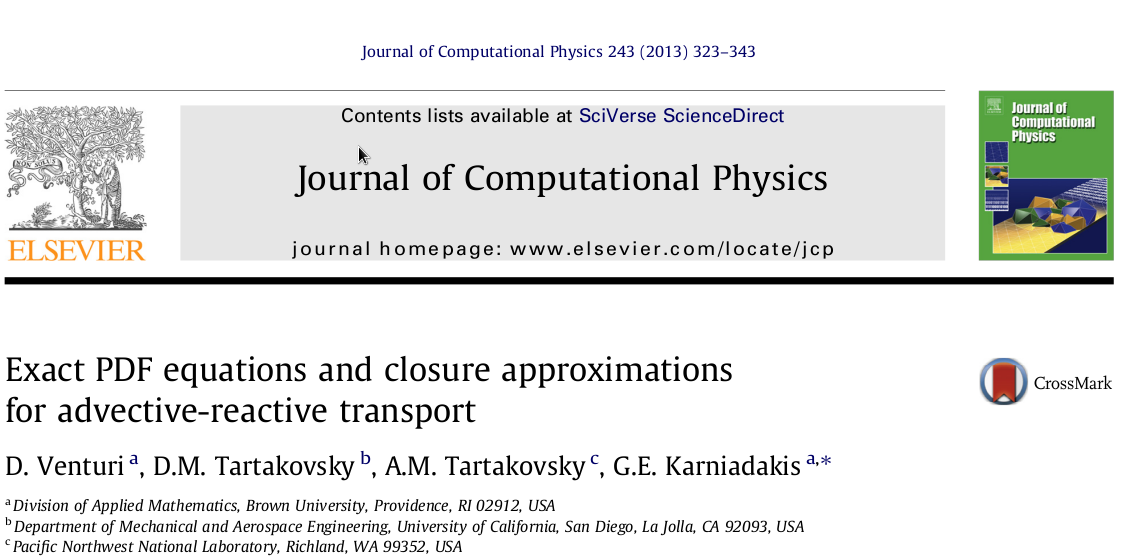 Journal of Computational Physics 243 (2013) 323–343
Contents lists available at SciVerse ScienceDirect
Journal of Computational Physics
journal homepage: www.elsevier.com/locate/jcp
NON SOLUS
ELSEVIER
Journal of
Computational
Physics
Exact PDF equations and closure approximations
for advective-reactive transport
CrossMark
D. Venturi a, D.M. Tartakovsky b, A.M. Tartakovsky c, G.E. Karniadakis a,*
a Division of Applied Mathematics, Brown University, Providence, RI 02912, USA
b Department of Mechanical and Aerospace Engineering, University of California, San Diego, La Jolla, CA 92093, USA
c Pacific Northwest National Laboratory, Richland, WA 99352, USA